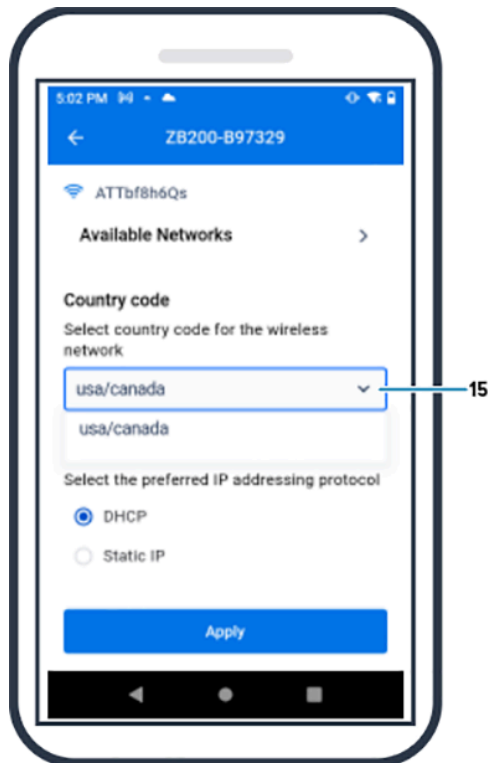 5:02 PM
ZB200-B97329
ATTbf8h6Qs
Available Networks
Country code
Select country code for the wireless
network
usa/canada
15
usa/canada
Select the preferred IP addressing protocol
DHCP
Static IP
Apply